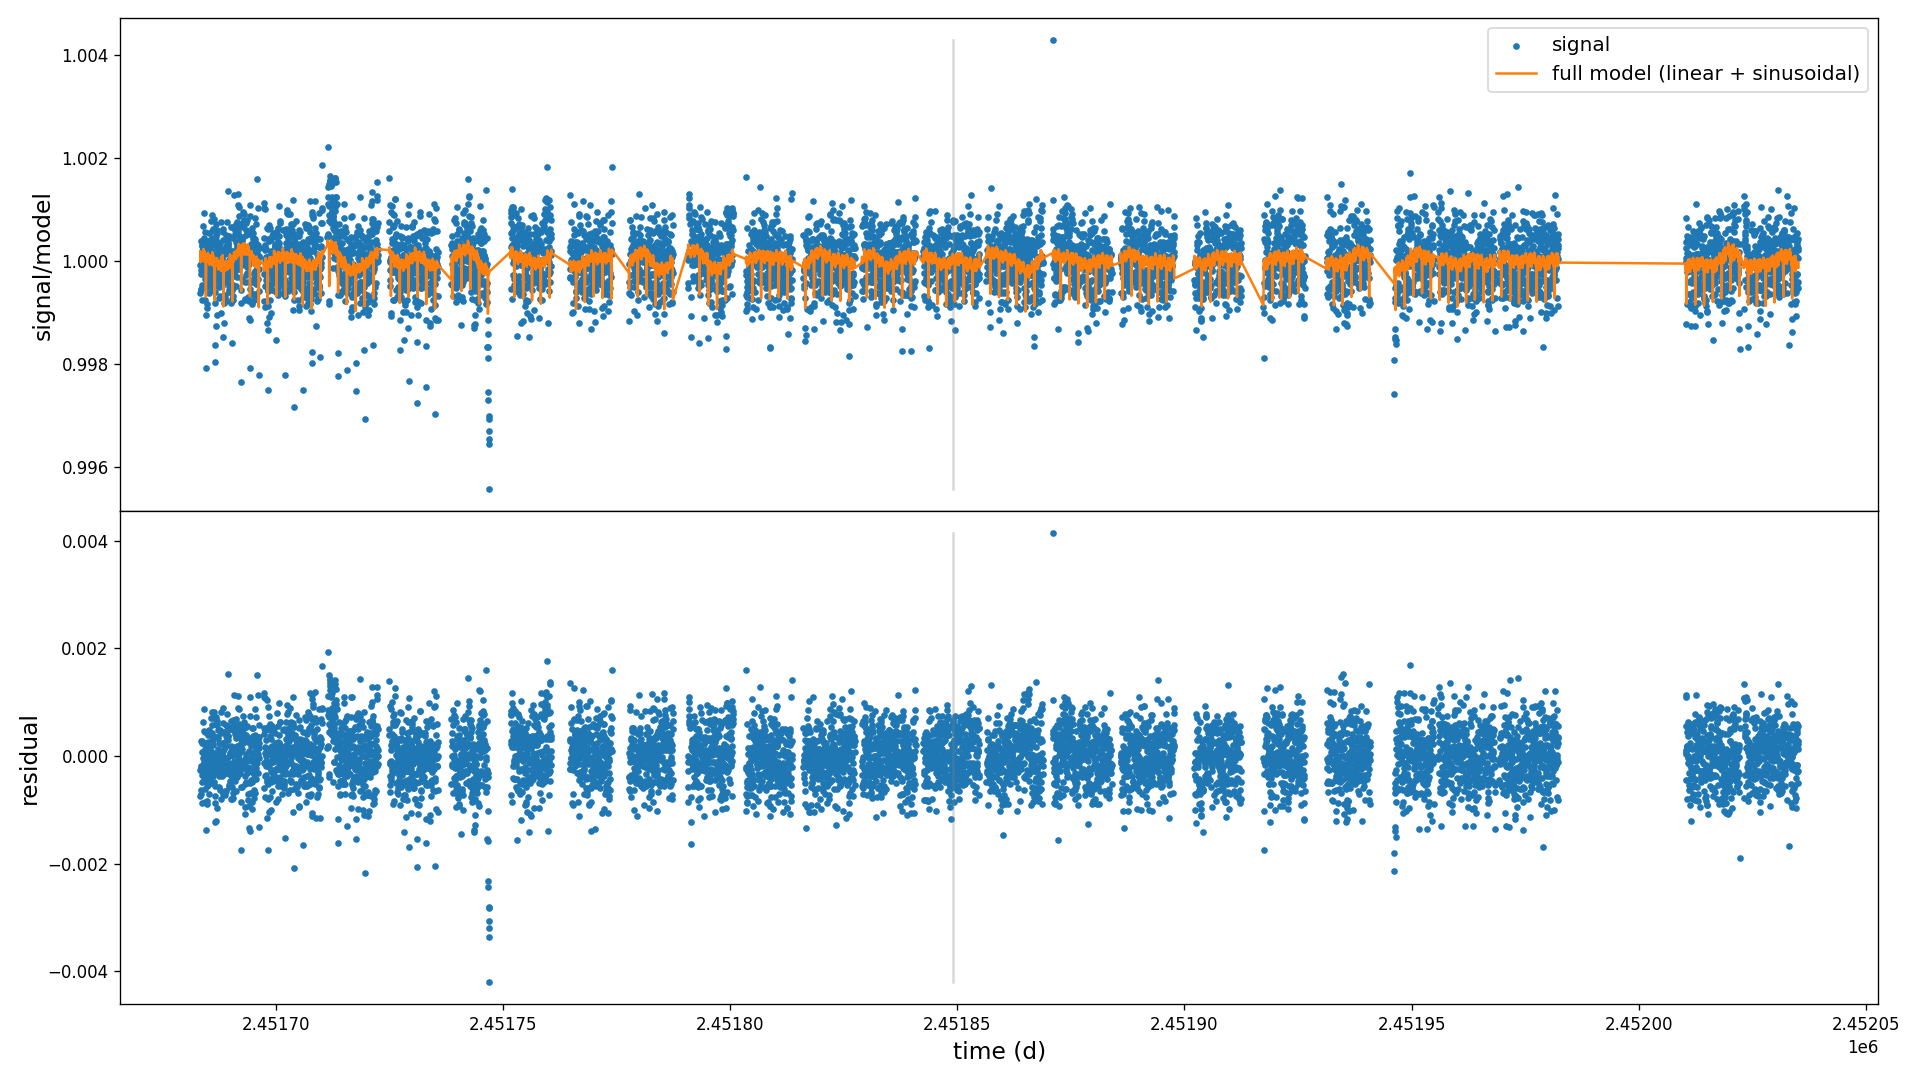 signal
full model (linear + sinusoidal)
1.004
1.002
1.000
0.998
0.996
signal/model
0.004
0.002
0.000
−0.002
−0.004
residual
2.45170 2.45175 2.45180 2.45185 2.45190 2.45195 2.45200 2.45205
1e6
time (d)